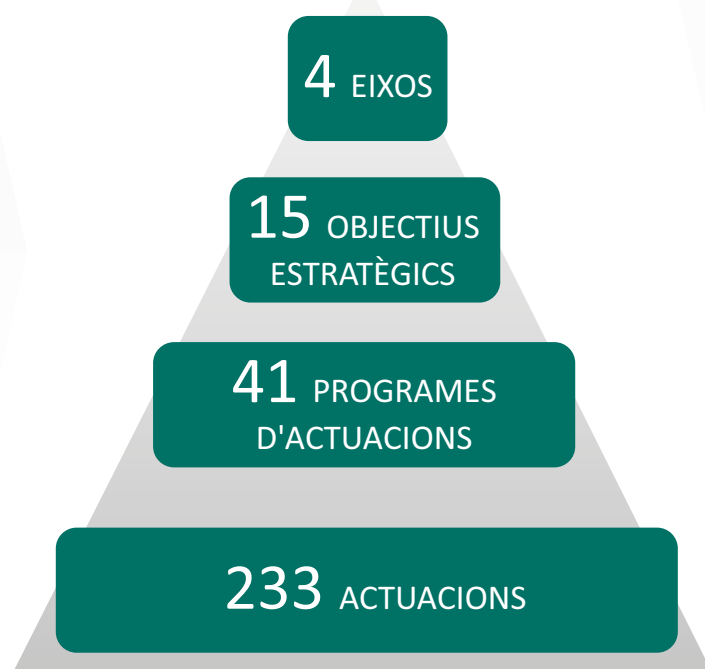 4 EIXOS
15 OBJECTIUS
ESTRATÈGICS
41 PROGRAMES
D'ACTUACIONS
233 ACTUACIONS